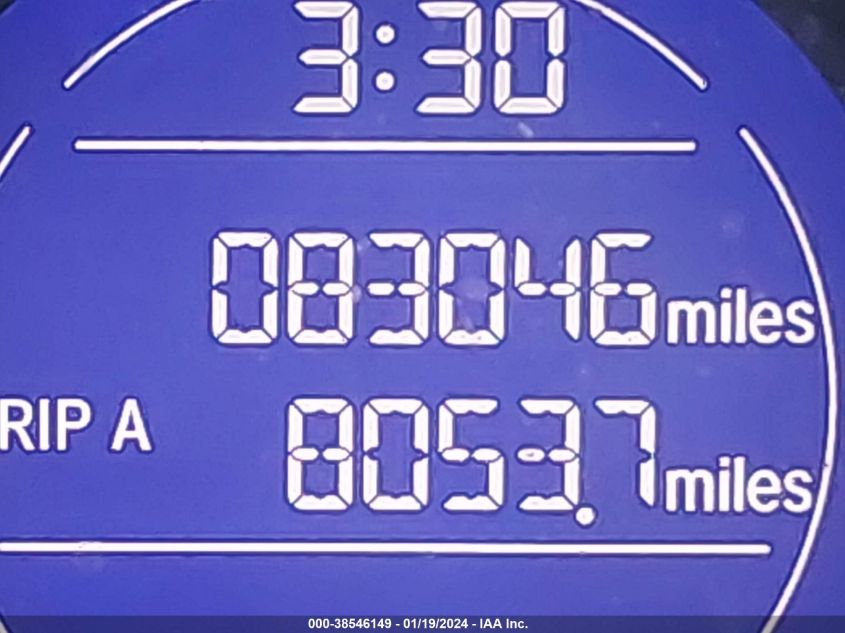 3:30
083046 miles
RIP A 8053.7 miles
000-38546149 - 01/19/2024 - IAA Inc.